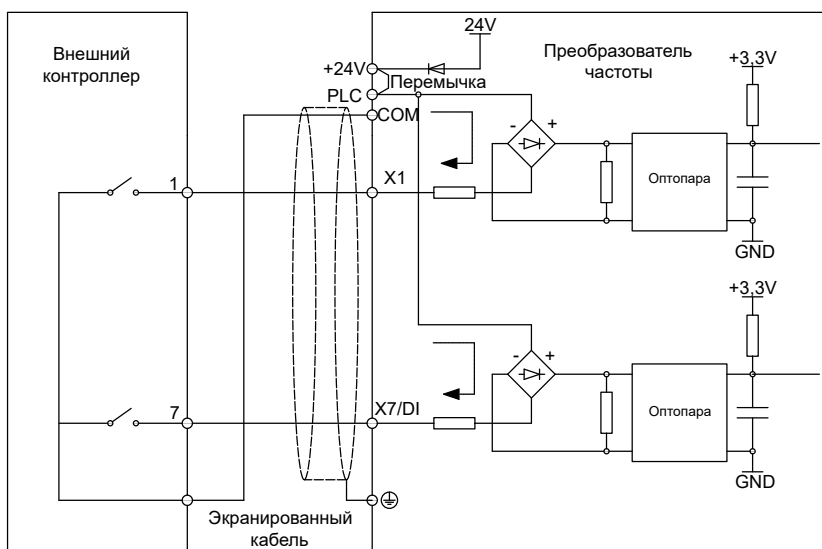 Внешний
контроллер
24V
Преобразователь
частоты
+24V
Перемычка
PLC
COM
+3,3V
- +
1
X1
Оптопара
GND
+3,3V
- +
7
X7/DI
Оптопара
GND
Экранированный
кабель